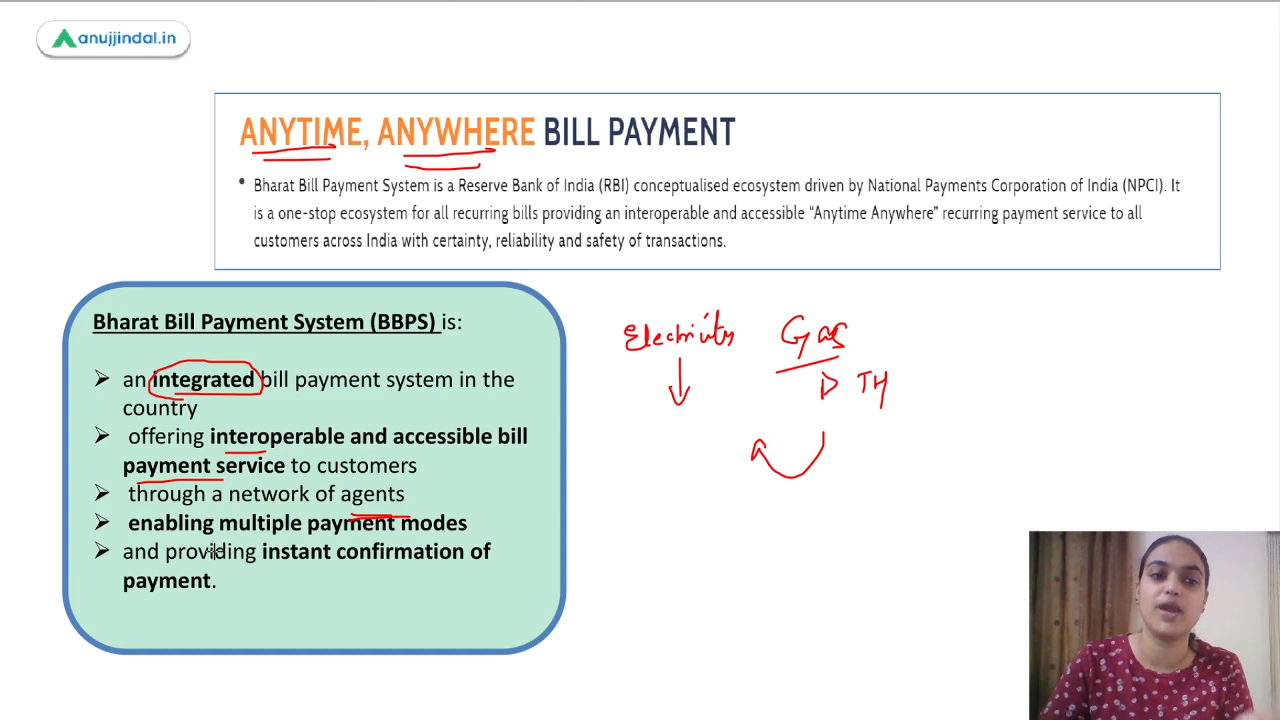 anujjindal.in
ANYTIME, ANYWHERE BILL PAYMENT
• Bharat Bill Payment System is a Reserve Bank of India (RBI) conceptualised ecosystem driven by National Payments Corporation of India (NPCI). It
is a one-stop ecosystem for all recurring bills providing an interoperable and accessible “Anytime Anywhere” recurring payment service to all
customers across India with certainty, reliability and safety of transactions.
Bharat Bill Payment System (BBPS) is:
➢ an integrated bill payment system in the
country
➢ offering interoperable and accessible bill
payment service to customers
➢ through a network of agents
➢ enabling multiple payment modes
➢ and providing instant confirmation of
payment.
Electricity Gas
DTH